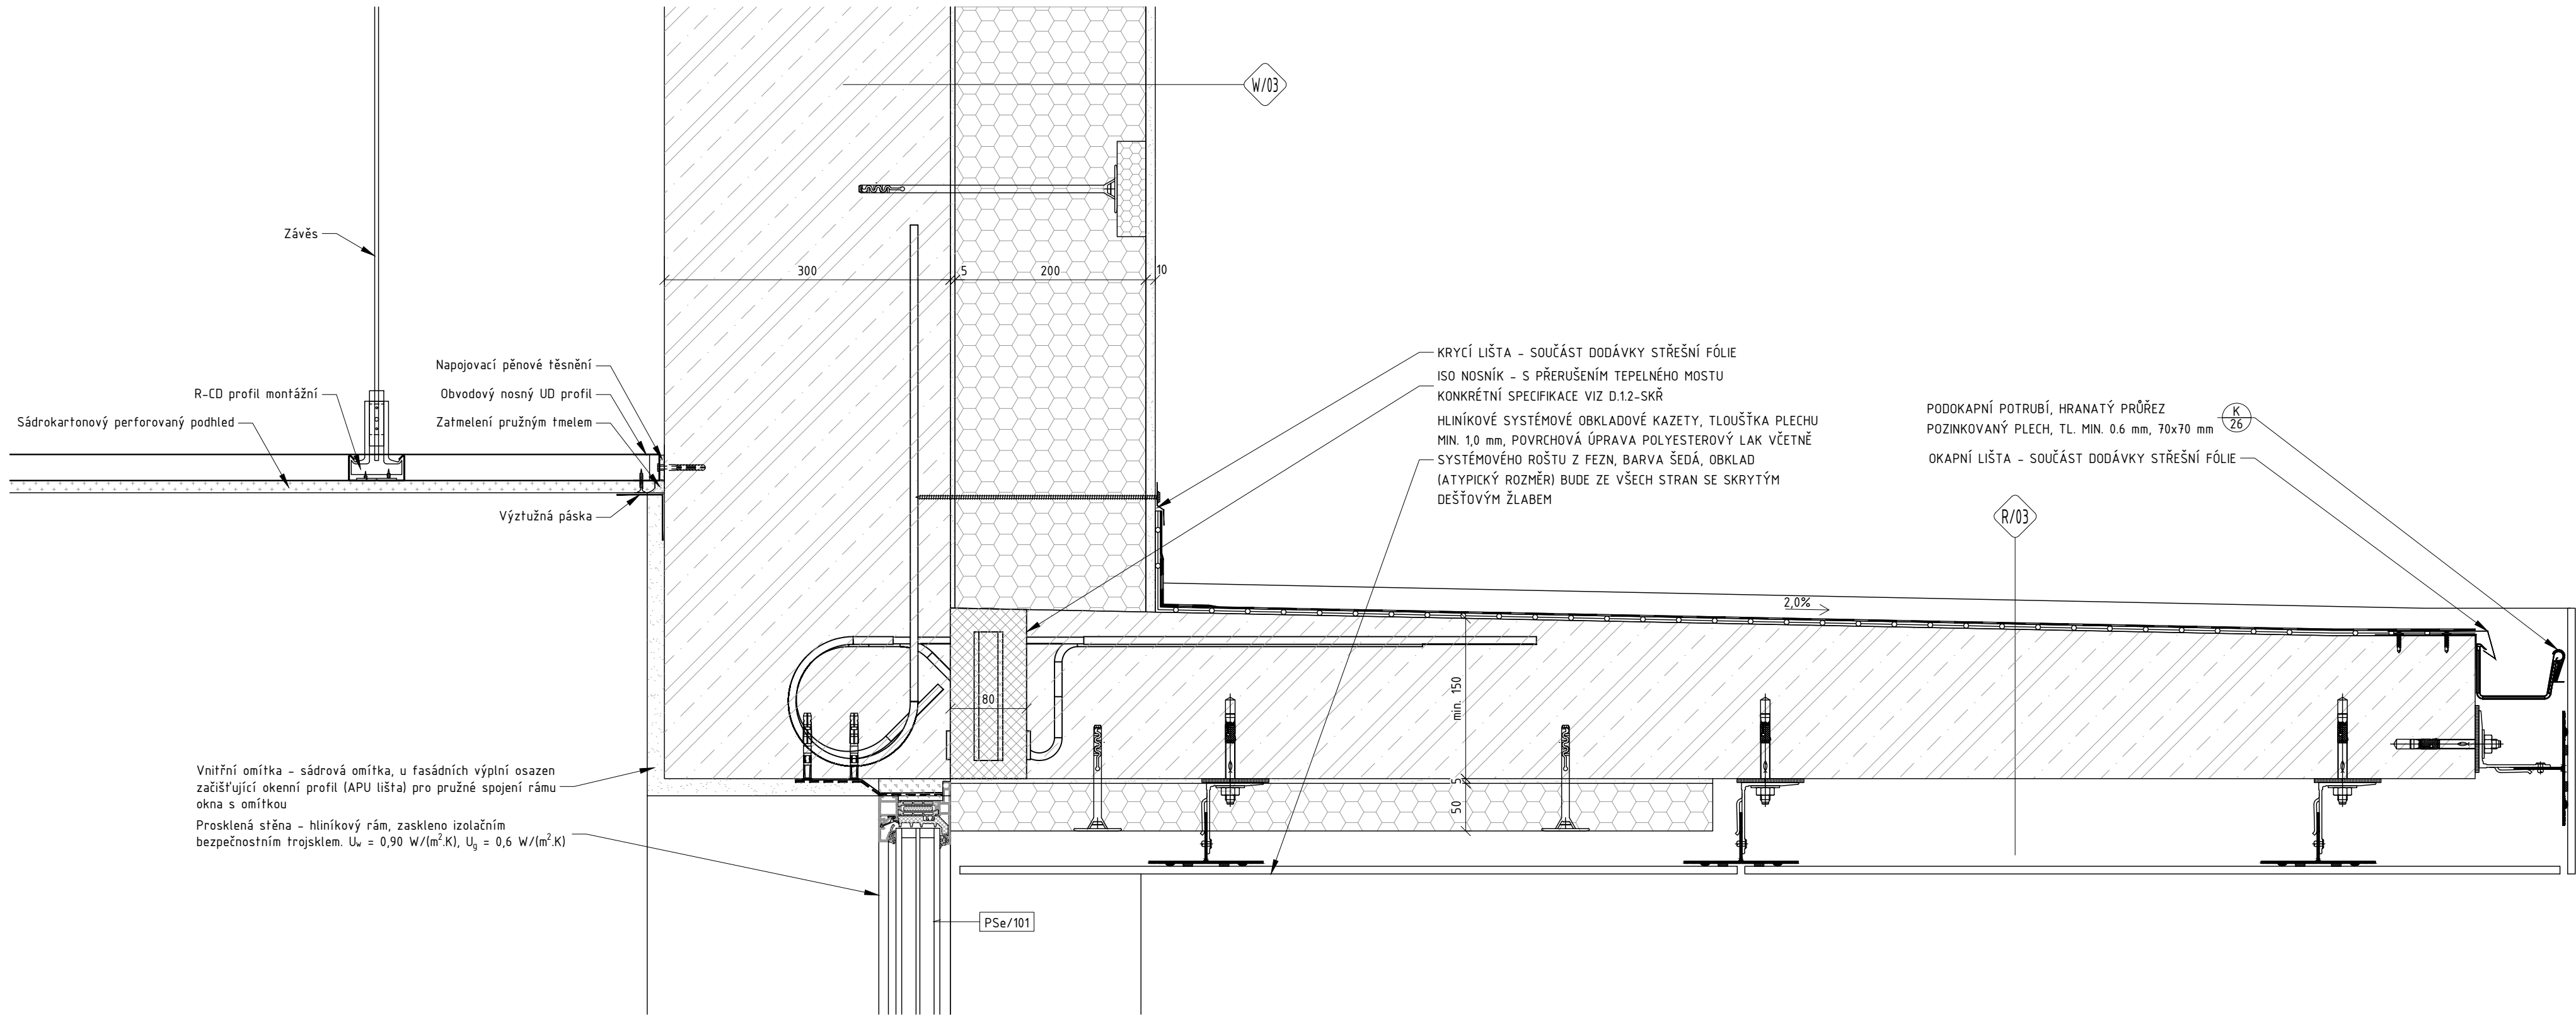 W/03
Závěs
300
5
200
10
Napojovací pěnové těsnění
R-CD profil montážní
Obvodový nosný UD profil
Sádrokartonový perforovaný podhled
Zatmelení pružným tmelem
Výztužná páska
KRYCÍ LIŠTA - SOUČÁST DODÁVKY STŘEŠNÍ FÓLIE
ISO NOSNÍK - S PŘERUŠENÍM TEPELNÉHO MOSTU
KONKRÉTNÍ SPECIFIKACE VIZ D.1.2-SKŘ
HLINÍKOVÉ SYSTÉMOVÉ OBKLADOVÉ KAZETY, TLOUŠŤKA PLECHU
MIN. 1,0 mm, POVRCHOVÁ ÚPRAVA POLYESTEROVÝ LAK VČETNĚ
SYSTÉMOVÉHO ROŠTU Z FEZN, BARVA ŠEDÁ, OBKLAD
(ATYPICKÝ ROZMĚR) BUDE ZE VŠECH STRAN SE SKRYTÝM
DEŠŤOVÝM ŽLABEM
PODOKAPNÍ POTRUBÍ, HRANATÝ PRŮŘEZ
POZINKOVANÝ PLECH, TL. MIN. 0.6 mm, 70x70 mm
K
26
OKAPNÍ LIŠTA - SOUČÁST DODÁVKY STŘEŠNÍ FÓLIE
R/03
2,0%
80
min. 150
5
50
Vnitřní omítka - sádrová omítka, u fasádních výplní osazen
začišťující okenní profil (APU lišta) pro pružné spojení rámu
okna s omítkou
Prosklená stěna - hliníkový rám, zaskleno izolačním
bezpečnostním trojsklem. Uw = 0,90 W/(m².K), Ug = 0,6 W/(m².K)
PSe/101